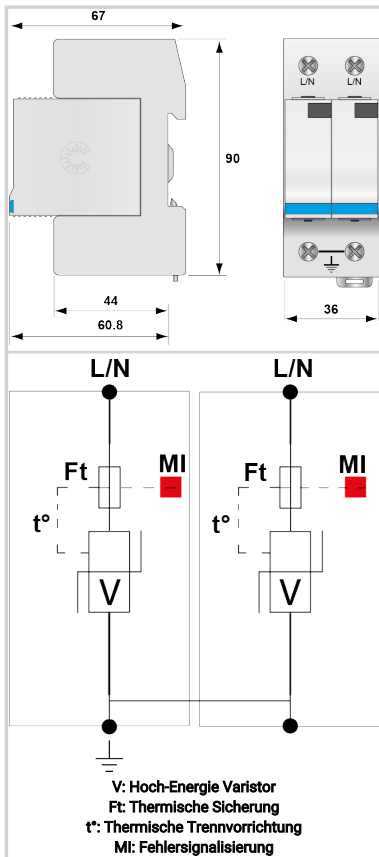 67
90
44
60.8
L/N L/N
36
L/N L/N
Ft MI Ft MI
t° t°
V V
V: Hoch-Energie Varistor
Ft: Thermische Sicherung
t°: Thermische Trennvorrichtung
MI: Fehlersignalisierung